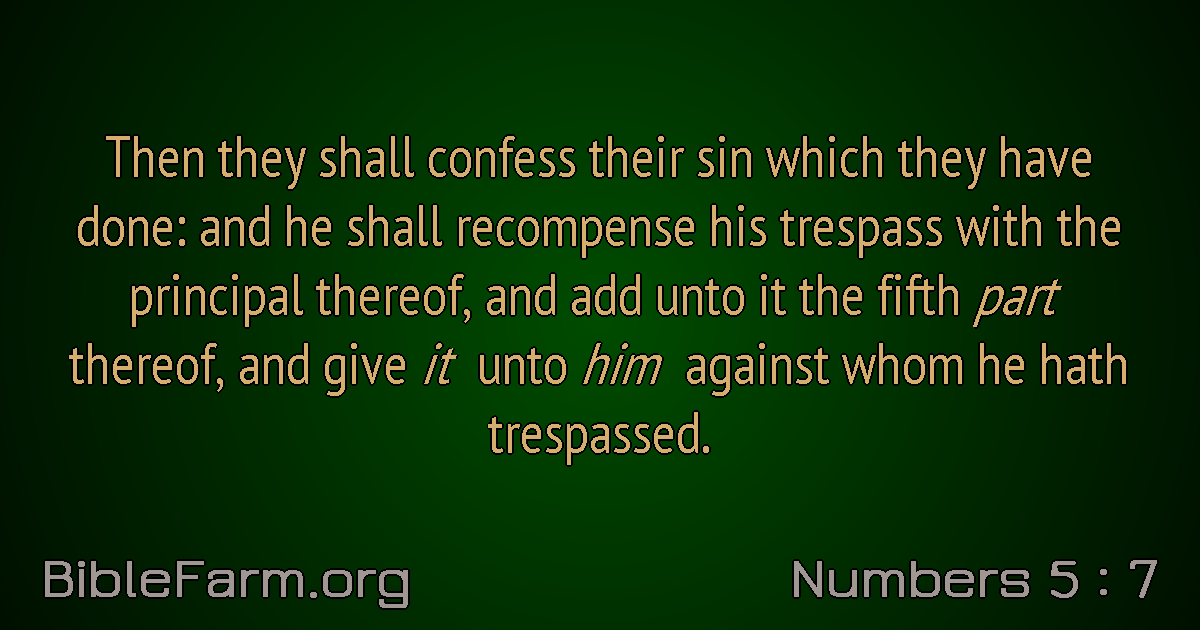 Then they shall confess their sin which they have
done: and he shall recompense his trespass with the
principal thereof, and add unto it the fifth part
thereof, and give it unto him against whom he hath
trespassed.
BibleFarm.org
Numbers 5 : 7